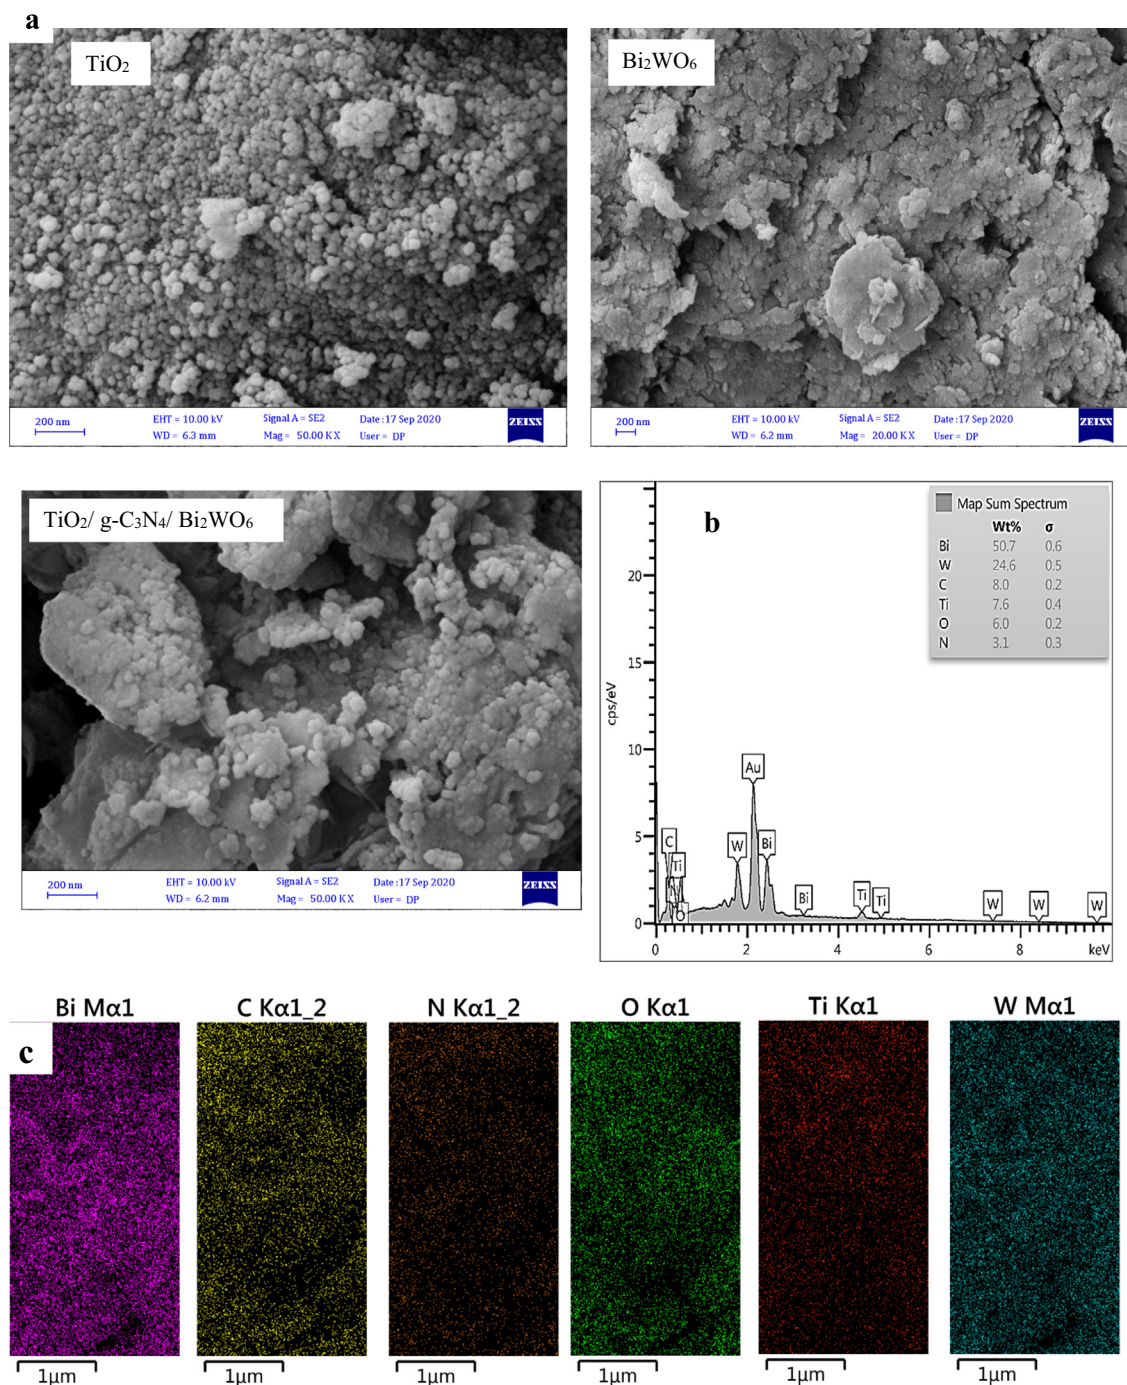 a
TiO₂
Bi₂WO₆
200 nm
EHT = 10.00 kV
WD = 6.3 mm
Signal A = SE2
Mag = 50.00 K X
Date :17 Sep 2020
User = DP
ZEISS
200 nm
EHT = 10.00 kV
WD = 6.2 mm
Signal A = SE2
Mag = 20.00 K X
Date :17 Sep 2020
User = DP
ZEISS
TiO₂/ g-C₃N₄/ Bi₂WO₆
200 nm
EHT = 10.00 kV
WD = 6.2 mm
Signal A = SE2
Mag = 50.00 K X
Date :17 Sep 2020
User = DP
ZEISS
b
Map Sum Spectrum
Wt% σ
Bi 50.7 0.6
W 24.6 0.5
C 8.0 0.2
Ti 7.6 0.4
O 6.0 0.2
N 3.1 0.3
cps/eV
20
15
10
5
0
Au
C
Ti
O
W
Bi
Bi
Ti
Ti
W
W
W
0 2 4 6 8 keV
c
Bi Mα1
C Kα1_2
N Kα1_2
O Kα1
Ti Kα1
W Mα1
1µm
1µm
1µm
1µm
1µm
1µm